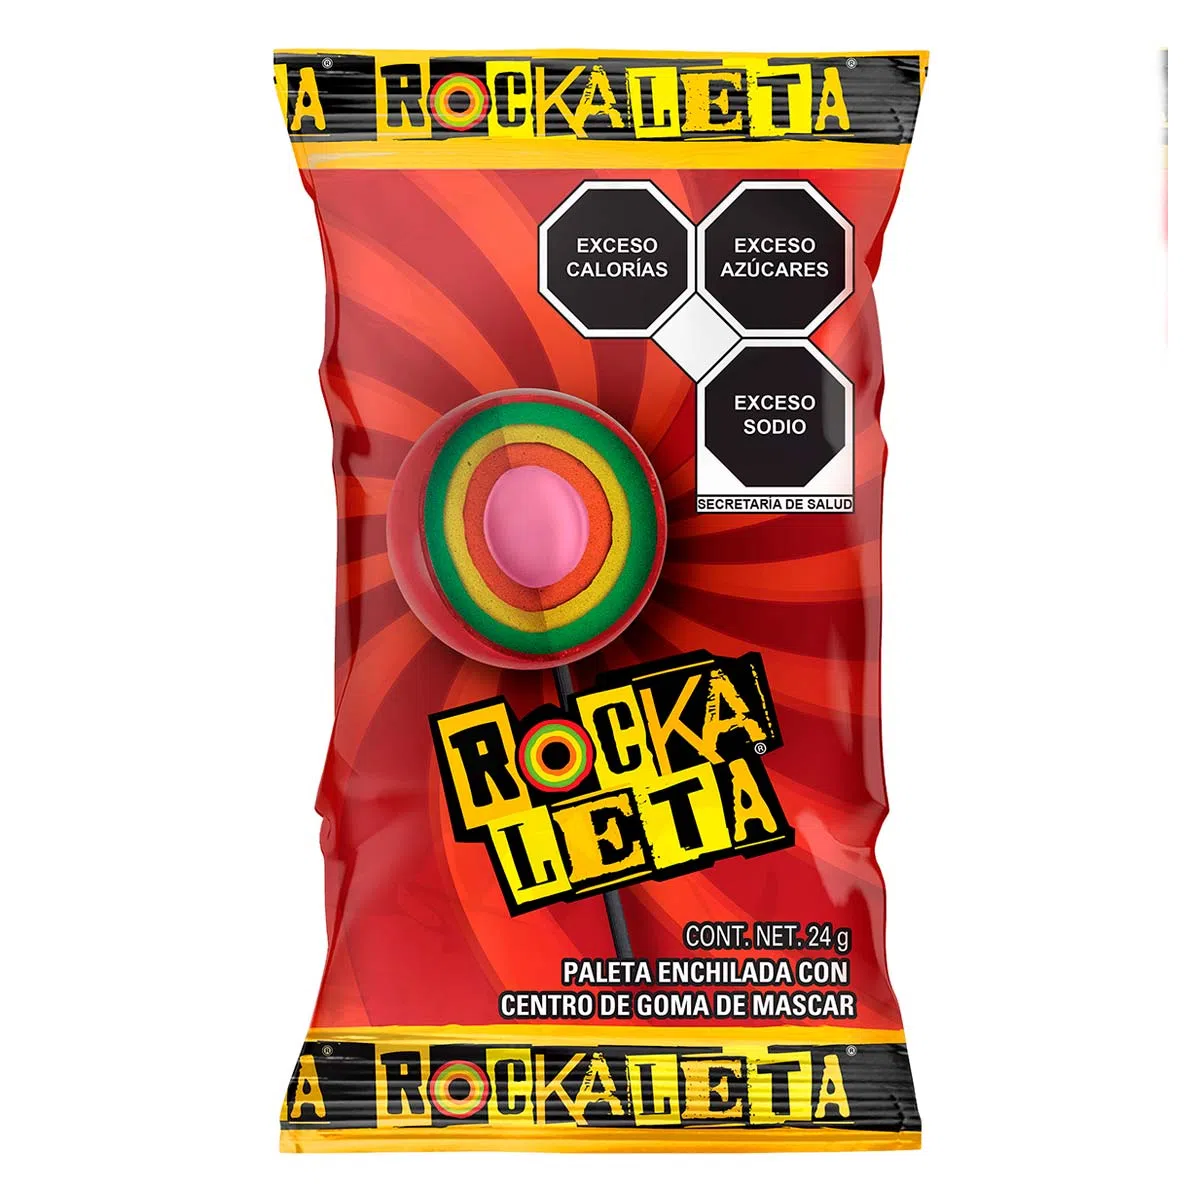 A® ROCKALETA®
EXCESO
CALORÍAS
EXCESO
AZÚCARES
EXCESO
SODIO
SECRETARÍA DE SALUD
ROCKA
LETA®
CONT. NET. 24 g
PALETA ENCHILADA CON
CENTRO DE GOMA DE MASCAR
A® ROCKALETA®